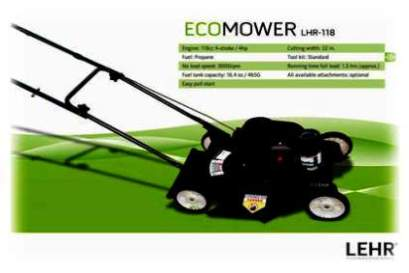 ECOMOWER LHR-118
Engine: 118cc 4-stroke / 4hp
Cutting width: 22 in.
Fuel: Propane
Tool kit: Standard
No load speed: 3000rpm
Running time full load: 1.5 hrs (approx.)
Fuel tank capacity: 16.4 oz / 465G
All available attachments: optional
Easy pull start
LEHR